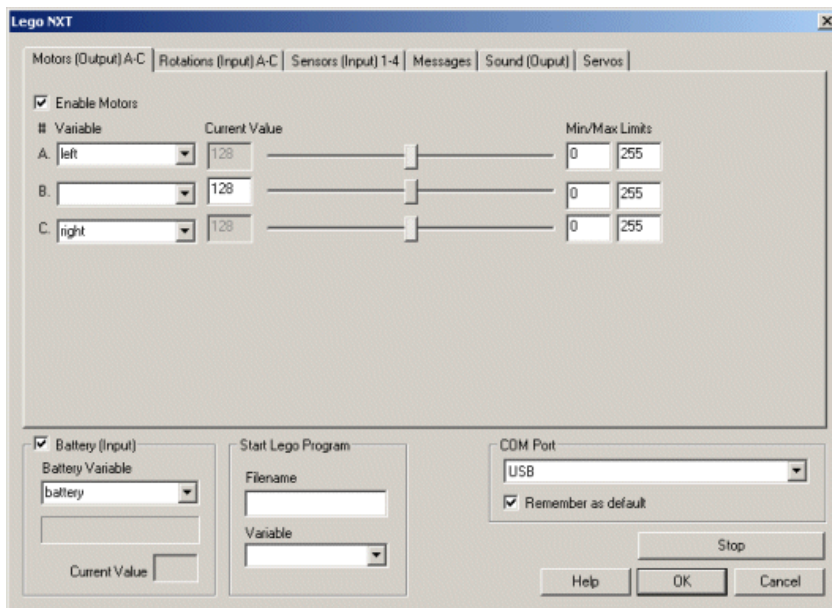 Lego NXT
Motors (Output) A-C Rotations (Input) A-C Sensors (Input) 1-4 Messages Sound (Ouput) Servos
Enable Motors
# Variable Current Value Min/Max Limits
A. left 128 0 255
B. 128 0 255
C. right 128 0 255
Battery (Input)
Battery Variable
battery
Current Value
Start Lego Program
Filename
Variable
COM Port
USB
Remember as default
Stop
Help OK Cancel